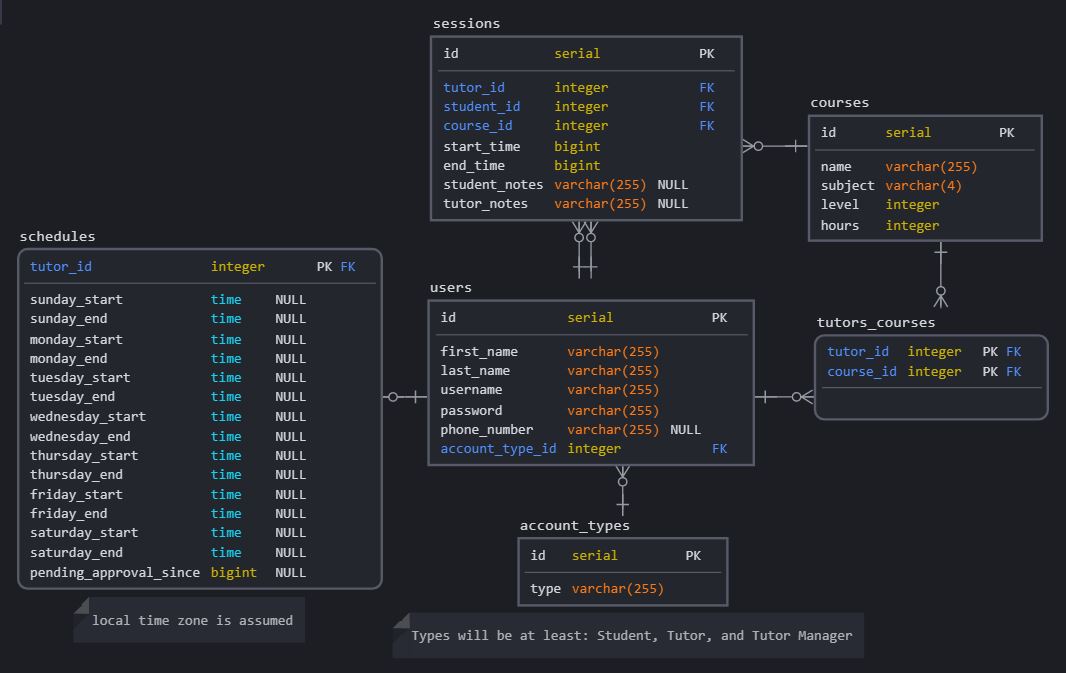 sessions
id serial PK
tutor_id integer FK
student_id integer FK
course_id integer FK
start_time bigint
end_time bigint
student_notes varchar(255) NULL
tutor_notes varchar(255) NULL
courses
id serial PK
name varchar(255)
subject varchar(4)
level integer
hours integer
schedules
tutor_id integer PK FK
sunday_start time NULL
sunday_end time NULL
monday_start time NULL
monday_end time NULL
tuesday_start time NULL
tuesday_end time NULL
wednesday_start time NULL
wednesday_end time NULL
thursday_start time NULL
thursday_end time NULL
friday_start time NULL
friday_end time NULL
saturday_start time NULL
saturday_end time NULL
pending_approval_since bigint NULL
local time zone is assumed
users
id serial PK
first_name varchar(255)
last_name varchar(255)
username varchar(255)
password varchar(255)
phone_number varchar(255) NULL
account_type_id integer FK
tutors_courses
tutor_id integer PK FK
course_id integer PK FK
account_types
id serial PK
type varchar(255)
Types will be at least: Student, Tutor, and Tutor Manager